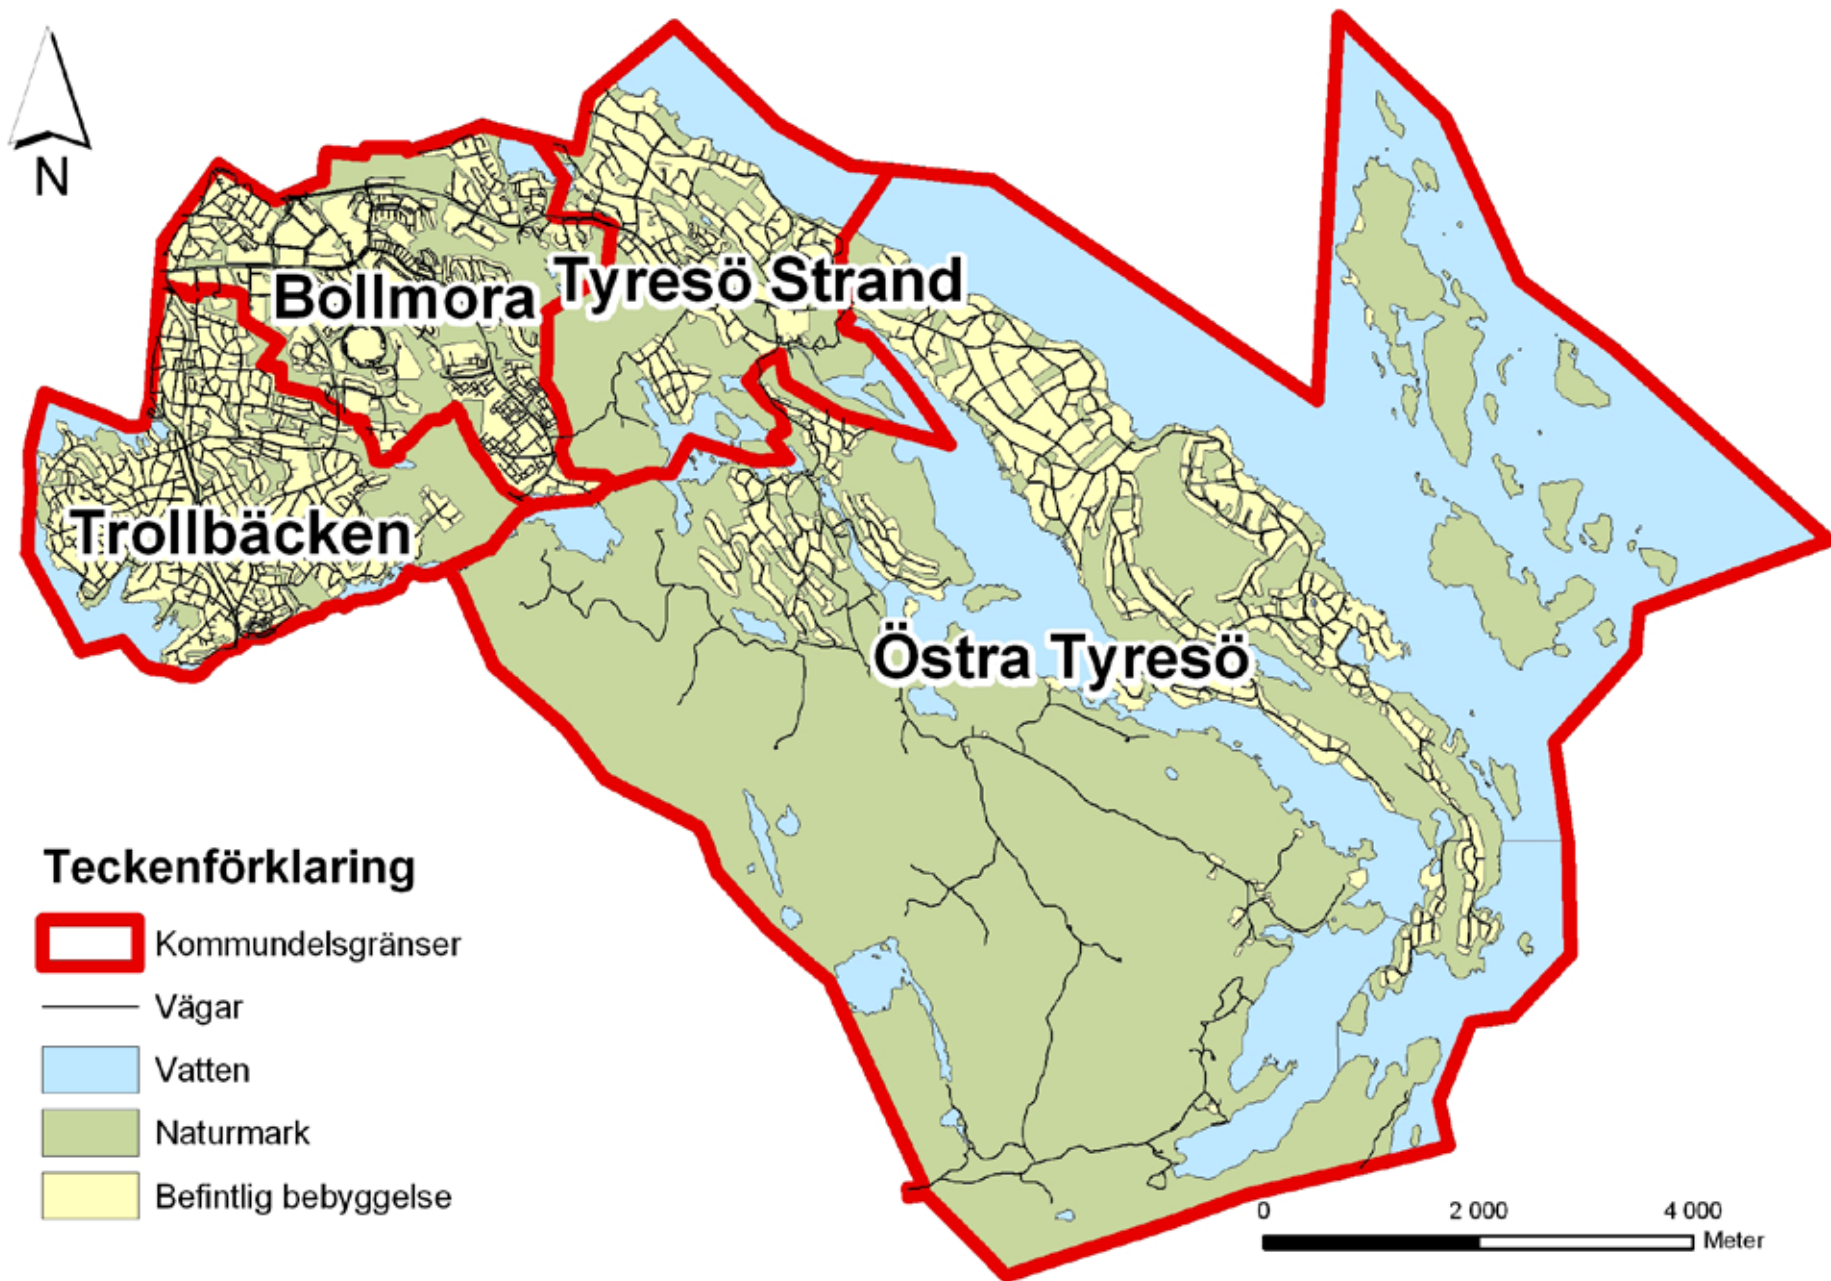 N
Bollmora
Tyresö Strand
Trollbäcken
Östra Tyresö
Teckenförklaring
Kommundelsgränser
Vägar
Vatten
Naturmark
Befintlig bebyggelse
0 2 000 4 000
Meter